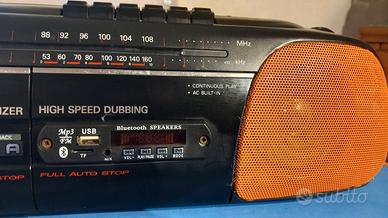 88 92 96 100 104 108
MHz
53 60 70 80 100 120 140 160
kHz
• CONTINUOUS PLAY
• AC BUILT-IN
HIGH SPEED DUBBING
Mp3
FM
USB
Bluetooth SPEAKERS
TF
AUX
VOL- PLAY/PAUSE VOL+ MODE
A
FULL AUTO STOP
STOP
subito